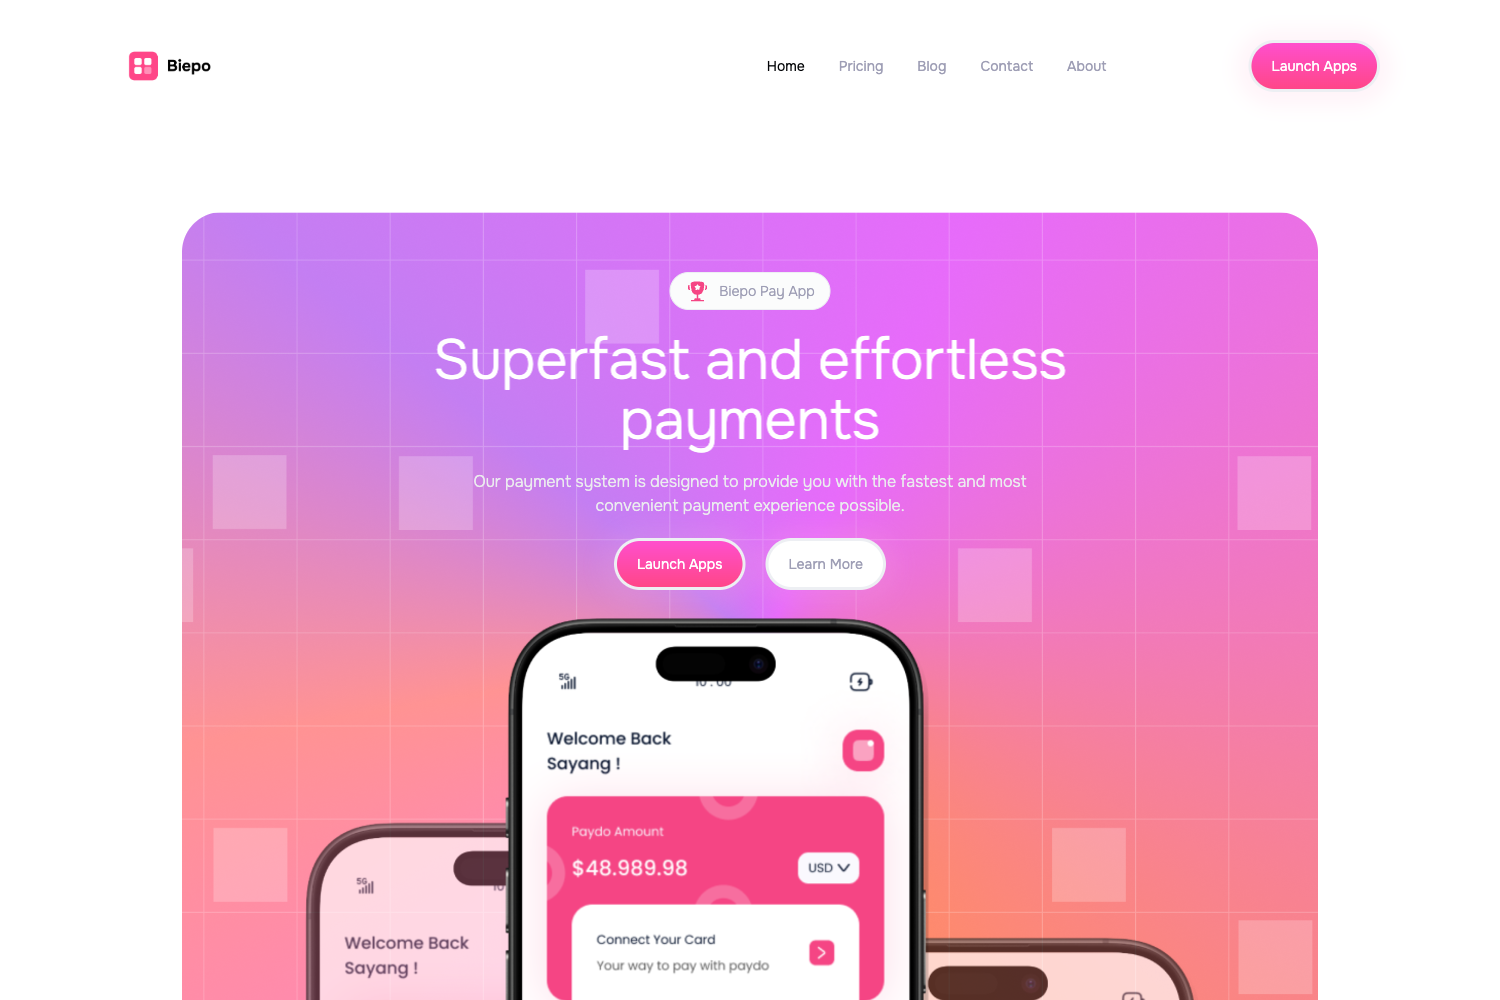 Biepo
Home
Pricing
Blog
Contact
About
Launch Apps
Biepo Pay App
Superfast and effortless
payments
Our payment system is designed to provide you with the fastest and most
convenient payment experience possible.
Launch Apps
Learn More
5G
Welcome Back
Sayang !
Paydo Amount
$48.989.98
USD
Connect Your Card
Your way to pay with paydo
5G
10
Welcome Back
Sayang !